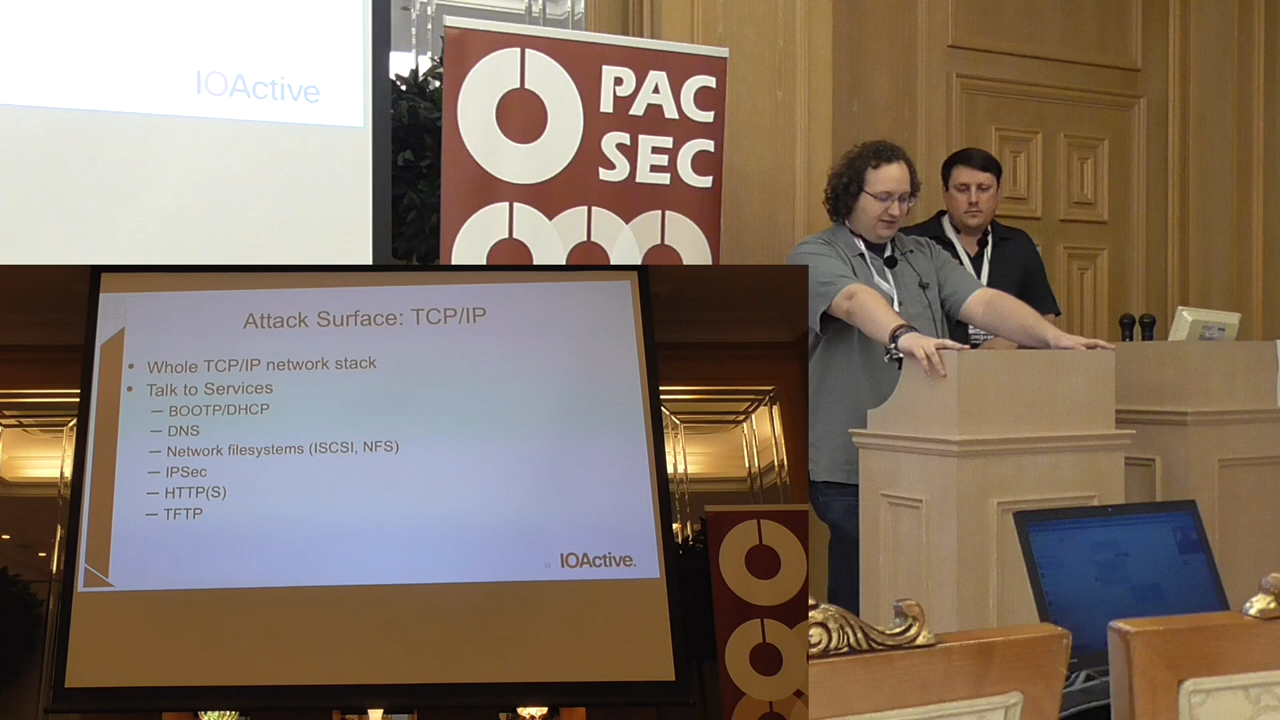 IOActive
PAC
SEC
Attack Surface: TCP/IP
• Whole TCP/IP network stack
• Talk to Services
– BOOTP/DHCP
– DNS
– Network filesystems (ISCSI, NFS)
– IPSec
– HTTP(S)
– TFTP
IOActive.